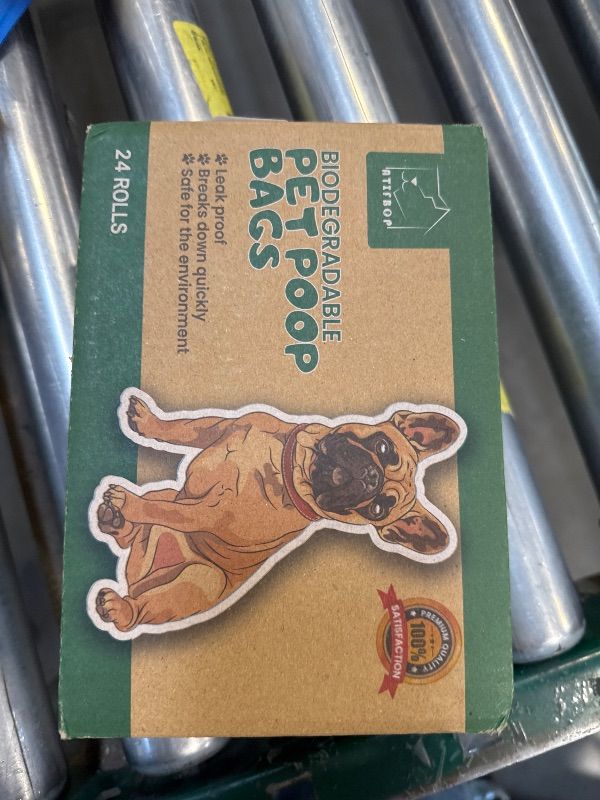 NTIFBOP
BIODEGRADABLE
PET POOP
BAGS
Leak proof
Breaks down quickly
Safe for the environment
24 ROLLS
PREMIUM QUALITY
100%
SATISFACTION